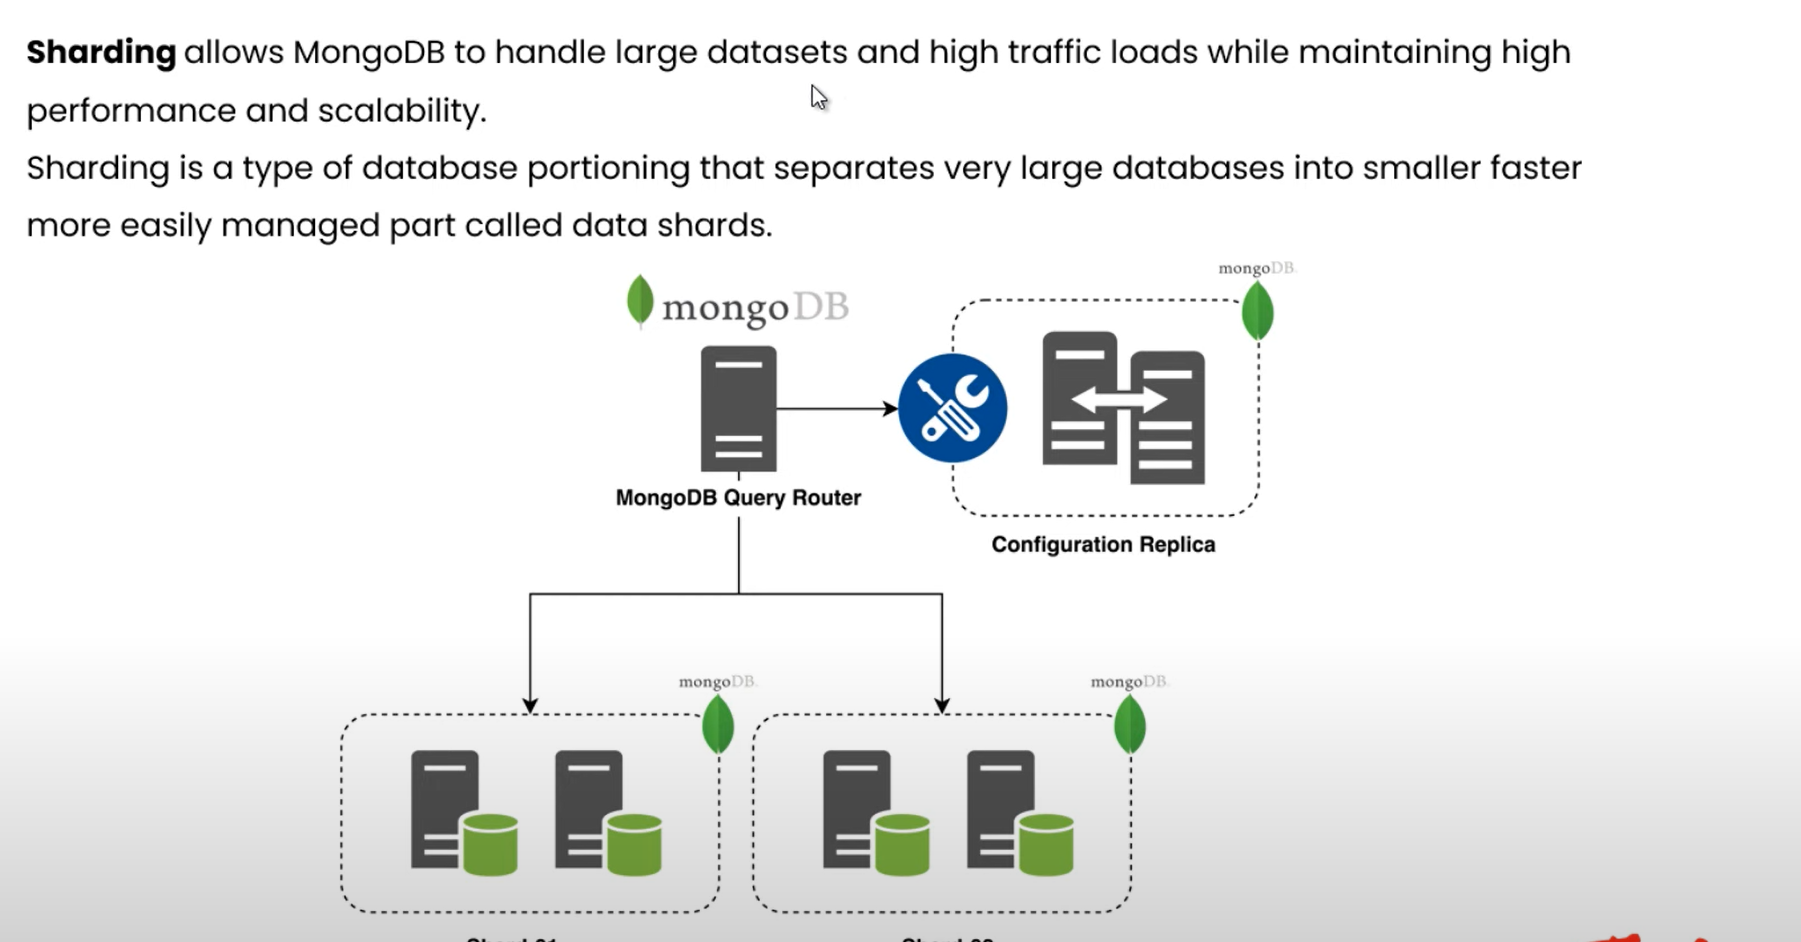 Sharding allows MongoDB to handle large datasets and high traffic loads while maintaining high
performance and scalability.
Sharding is a type of database portioning that separates very large databases into smaller faster
more easily managed part called data shards.
mongoDB.
mongoDB
MongoDB Query Router
Configuration Replica
mongoDB.
mongoDB.